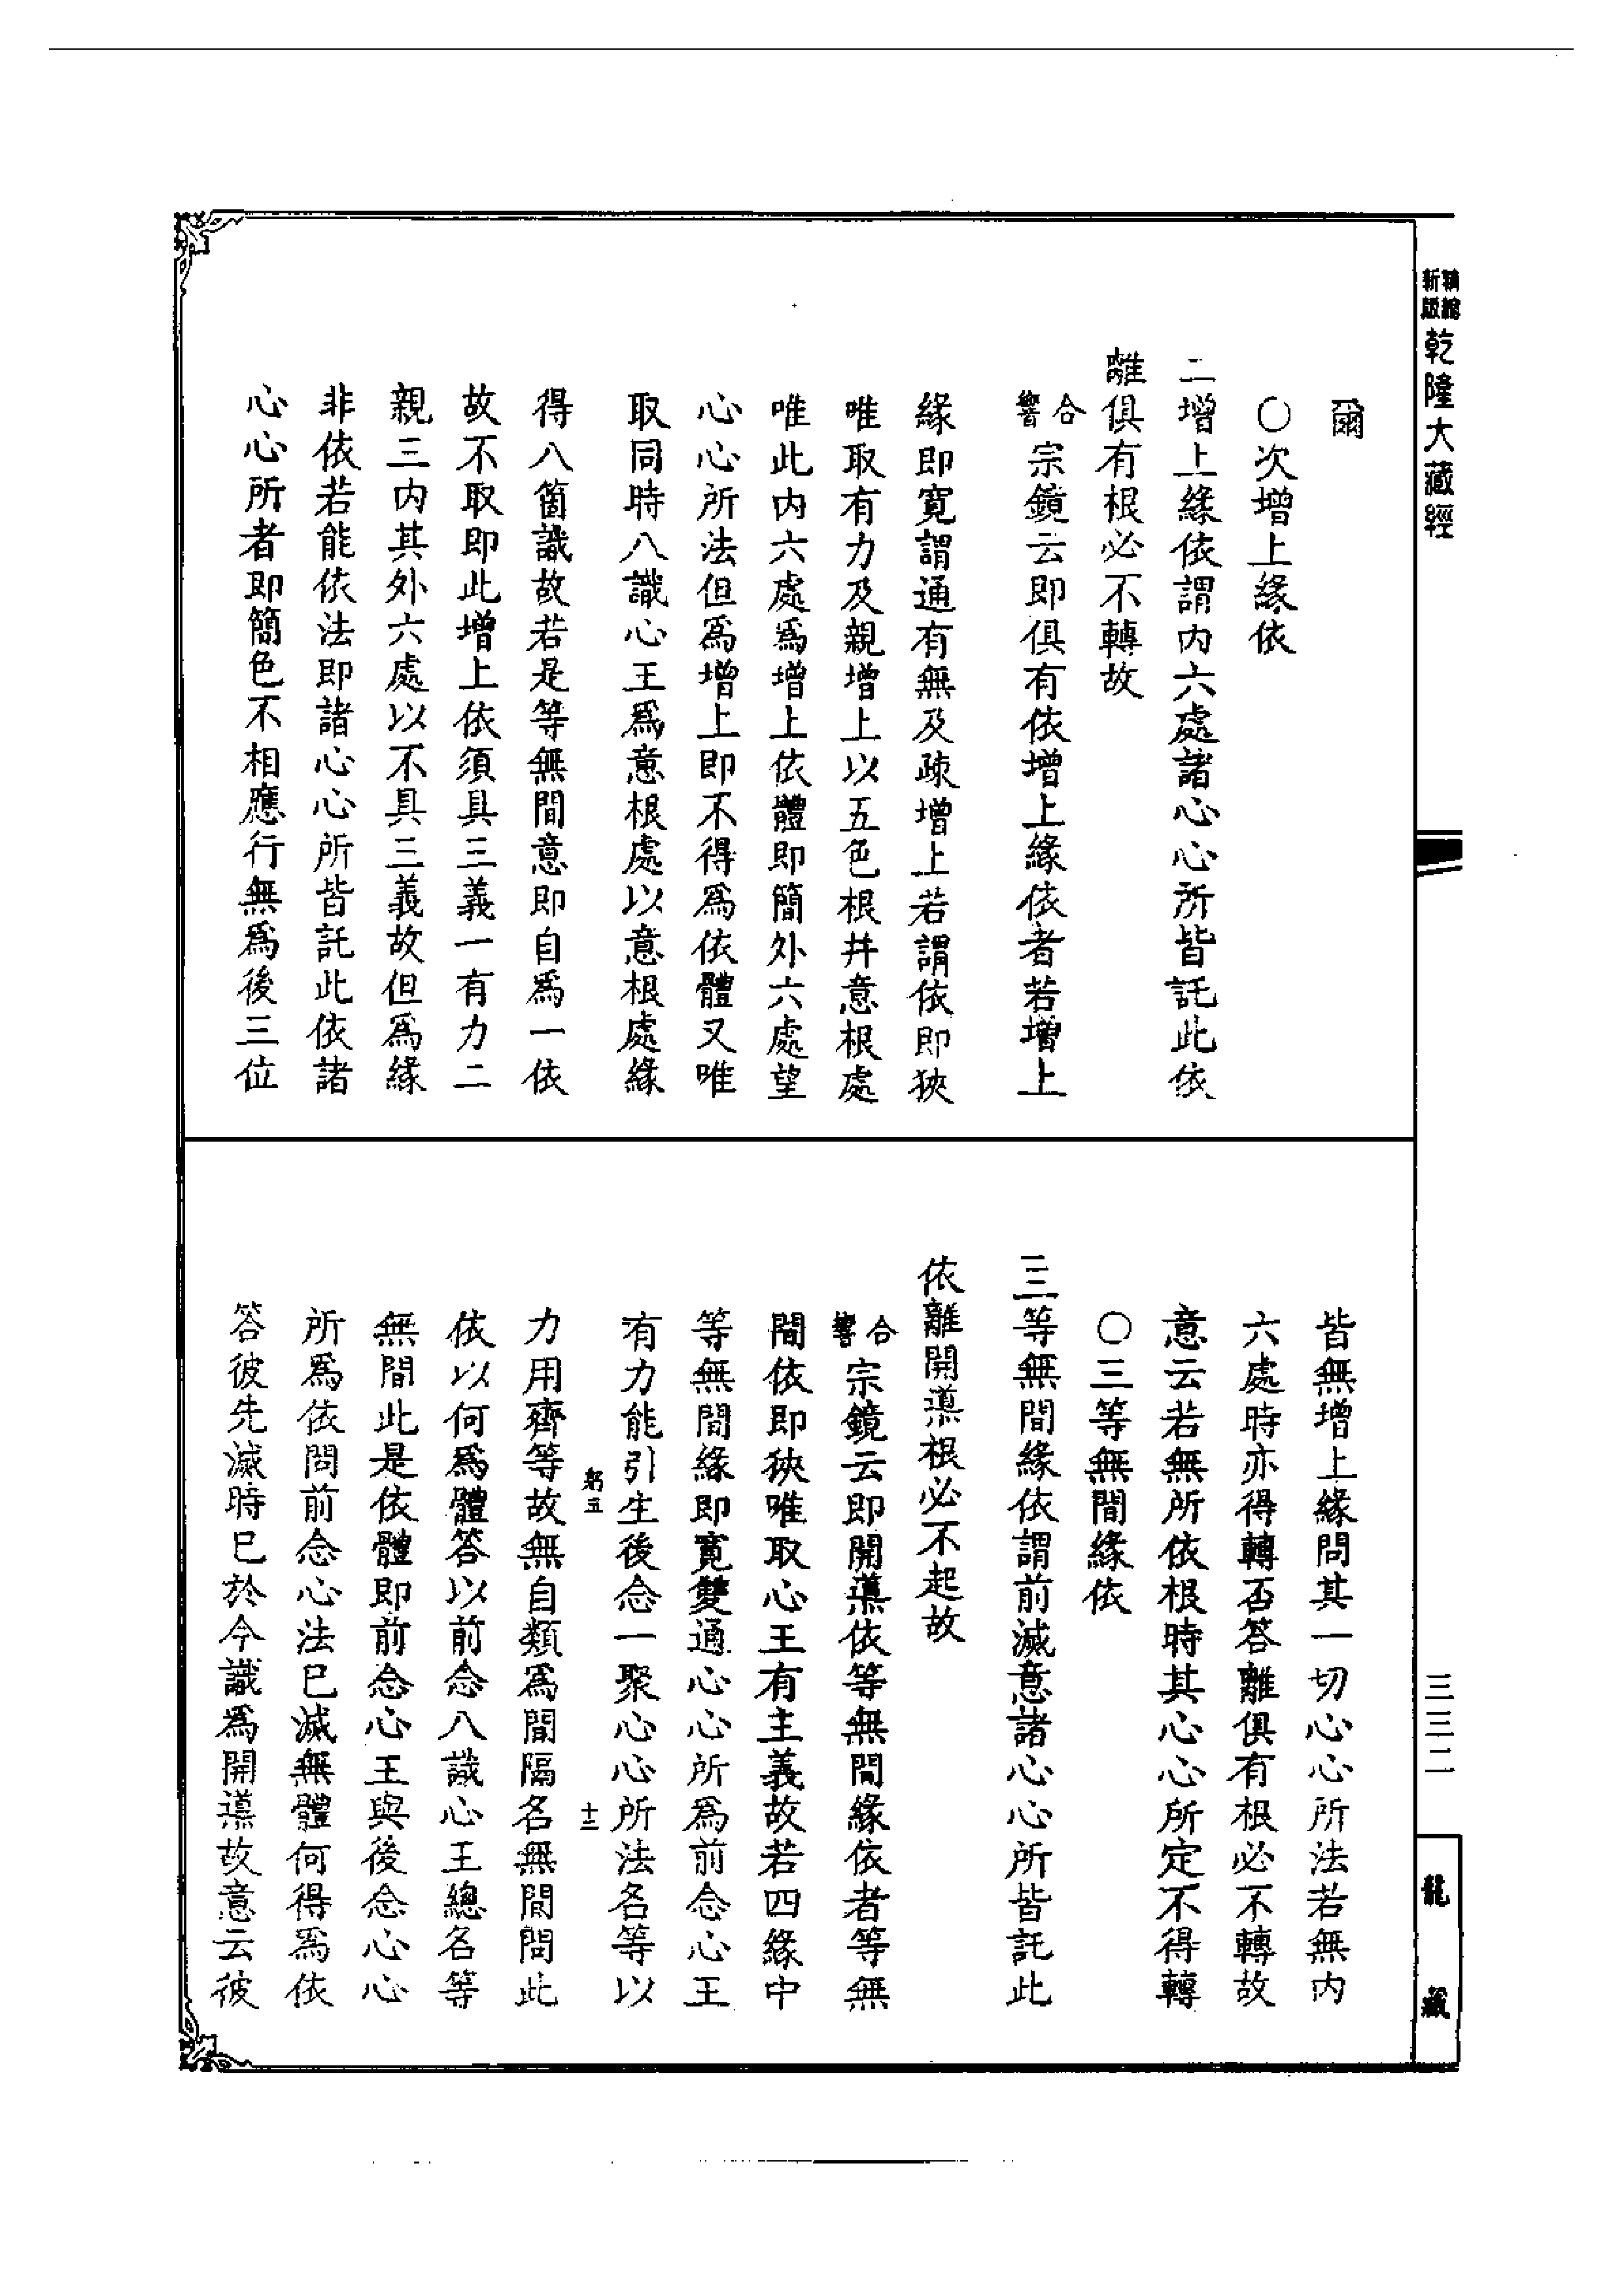 精縮新版乾隆大藏經
爾
○次增上緣依
二增上緣依謂内六處諸心心所皆託此依
離俱有根必不轉故
合響宗鏡云即俱有依增上緣依者若增上
緣即寬謂通有無及疎增上若謂依即狹
唯取有力及親增上以五色根并意根處
唯此内六處爲增上依體即簡外六處望
心心所法但爲增上即不得爲依體又唯
取同時八識心王爲意根處以意根處緣
得八箇識故若是等無間意即自爲一依
故不取即此增上依須具三義一有力二
親三内其外六處以不具三義故但爲緣
非依若能依法即諸心心所皆託此依諸
心心所者即簡色不相應行無爲後三位
皆無增上緣問其一切心心所法若無内
六處時亦得轉否答離俱有根必不轉故
意云若無所依根時其心心所定不得轉
○三等無間緣依
三等無間緣依謂前滅意諸心心所皆託此
依離開導根必不起故
合響宗鏡云即開導依等無間緣依者等無
間依即狹唯取心王有主義故若四緣中
等無間緣即寬雙通心心所爲前念心王
有力能引生後念一聚心心所法名等以
躬五 十三
力用齊等故無自類爲間隔名無間問此
依以何爲體答以前念八識心王總名等
無間此是依體即前念心王與後念心心
所爲依問前念心法已滅無體何得爲依
答彼先滅時已於今識爲開導故意云彼
三三二
龍藏